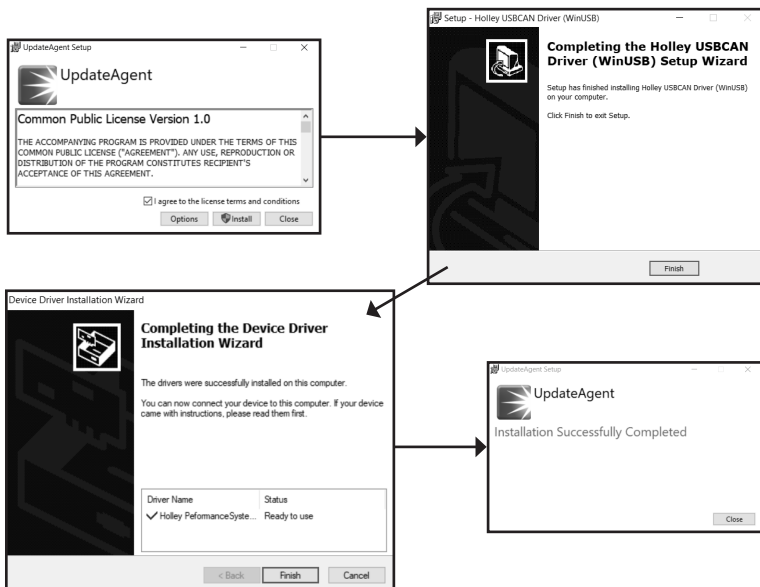 UpdateAgent Setup
UpdateAgent
Common Public License Version 1.0
THE ACCOMPANYING PROGRAM IS PROVIDED UNDER THE TERMS OF THIS
COMMON PUBLIC LICENSE ("AGREEMENT"). ANY USE, REPRODUCTION OR
DISTRIBUTION OF THE PROGRAM CONSTITUTES RECIPIENT'S
ACCEPTANCE OF THIS AGREEMENT.
I agree to the license terms and conditions
Options Install Close
Setup - Holley USBCAN Driver (WinUSB)
Completing the Holley USBCAN
Driver (WinUSB) Setup Wizard
Setup has finished installing Holley USBCAN Driver (WinUSB)
on your computer.
Click Finish to exit Setup.
Finish
Device Driver Installation Wizard
Completing the Device Driver
Installation Wizard
The drivers were successfully installed on this computer.
You can now connect your device to this computer. If your device
came with instructions, please read them first.
Driver Name Status
Holley PeformanceSyste... Ready to use
< Back Finish Cancel
UpdateAgent Setup
UpdateAgent
Installation Successfully Completed
Close